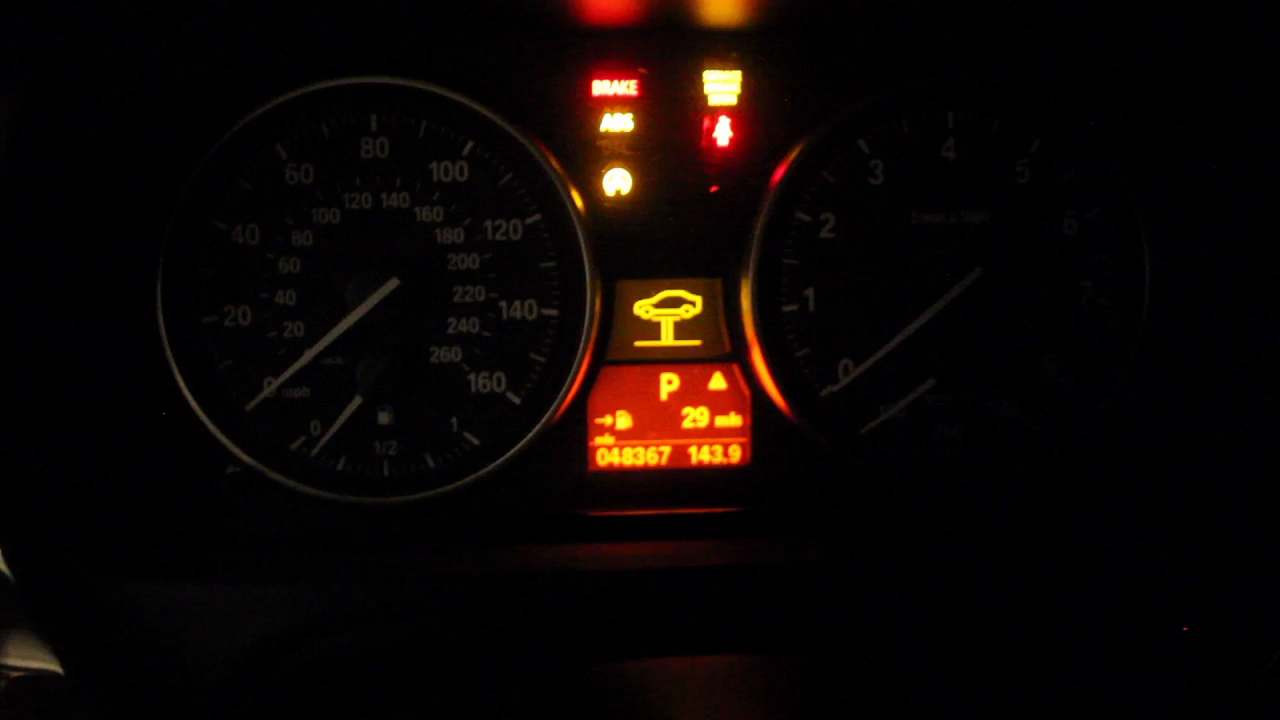 BRAKE
ABS
20 40 60 80 100 120 140 160
20 40 60 80 100 120 140 160 180 200 220 240 260
0 mph
0 1/2 1
0 1 2 3 4 5 6 7
P
29
048367 143.9